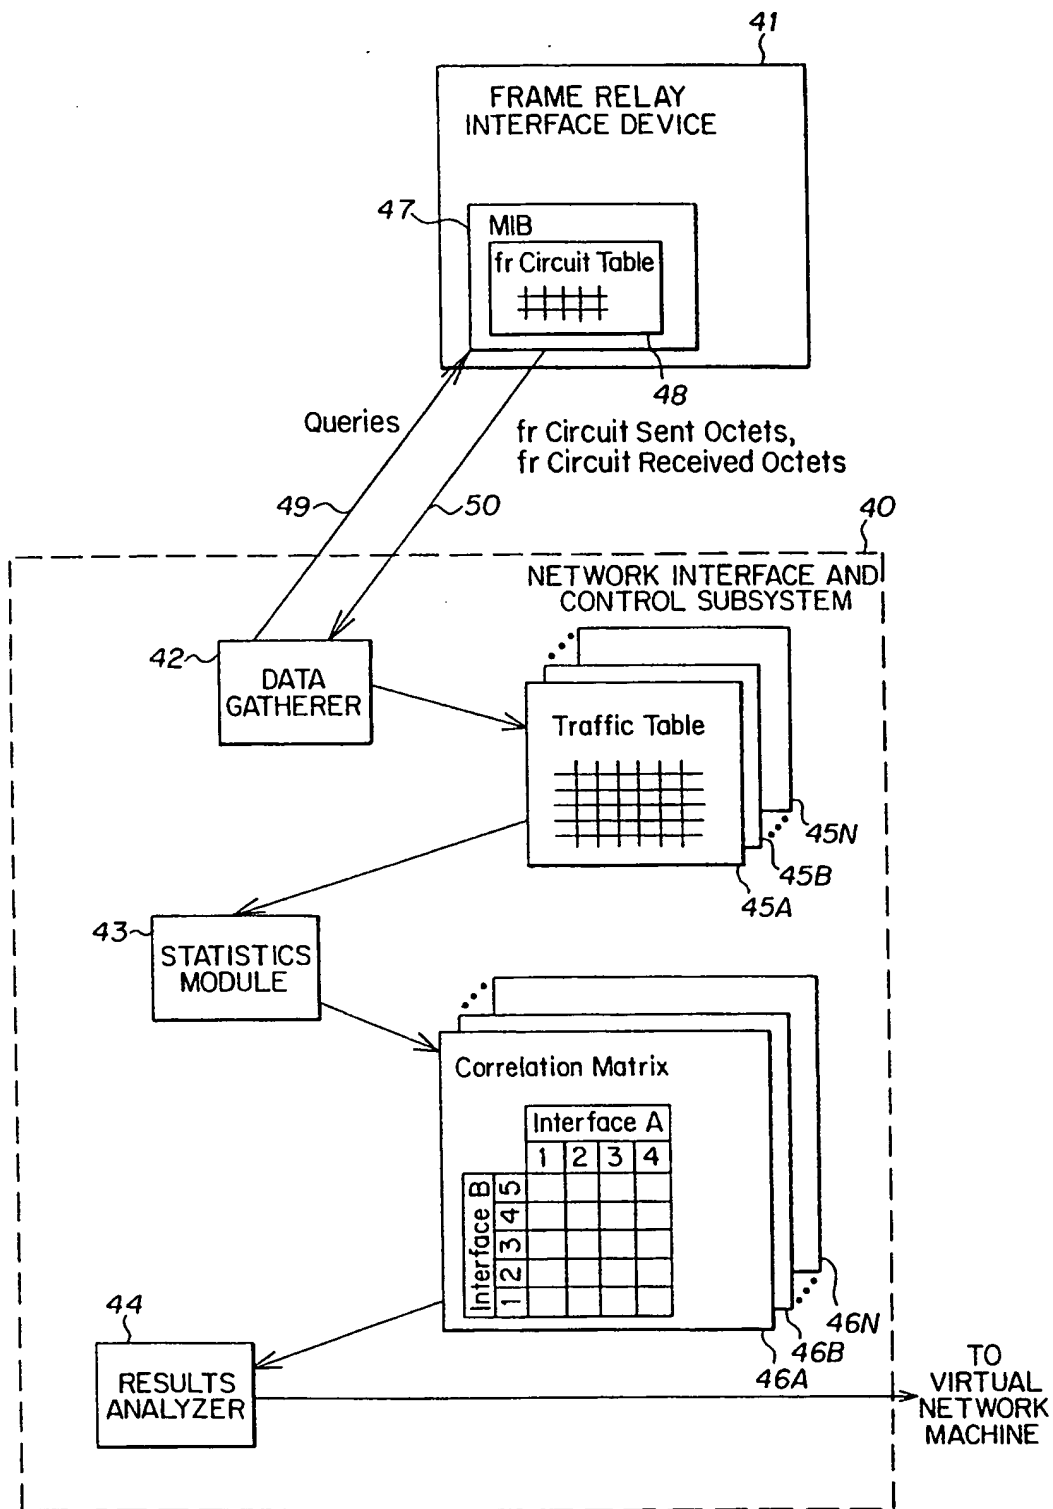 41
FRAME RELAY
INTERFACE DEVICE
47
MIB
fr Circuit Table
48
Queries
fr Circuit Sent Octets,
fr Circuit Received Octets
49
50
40
NETWORK INTERFACE AND
CONTROL SUBSYSTEM
42
DATA
GATHERER
Traffic Table
45N
45B
45A
43
STATISTICS
MODULE
Correlation Matrix
Interface A
1 2 3 4
Interface B
1 2 3 4 5
46N
46B
46A
44
RESULTS
ANALYZER
TO
VIRTUAL
NETWORK
MACHINE